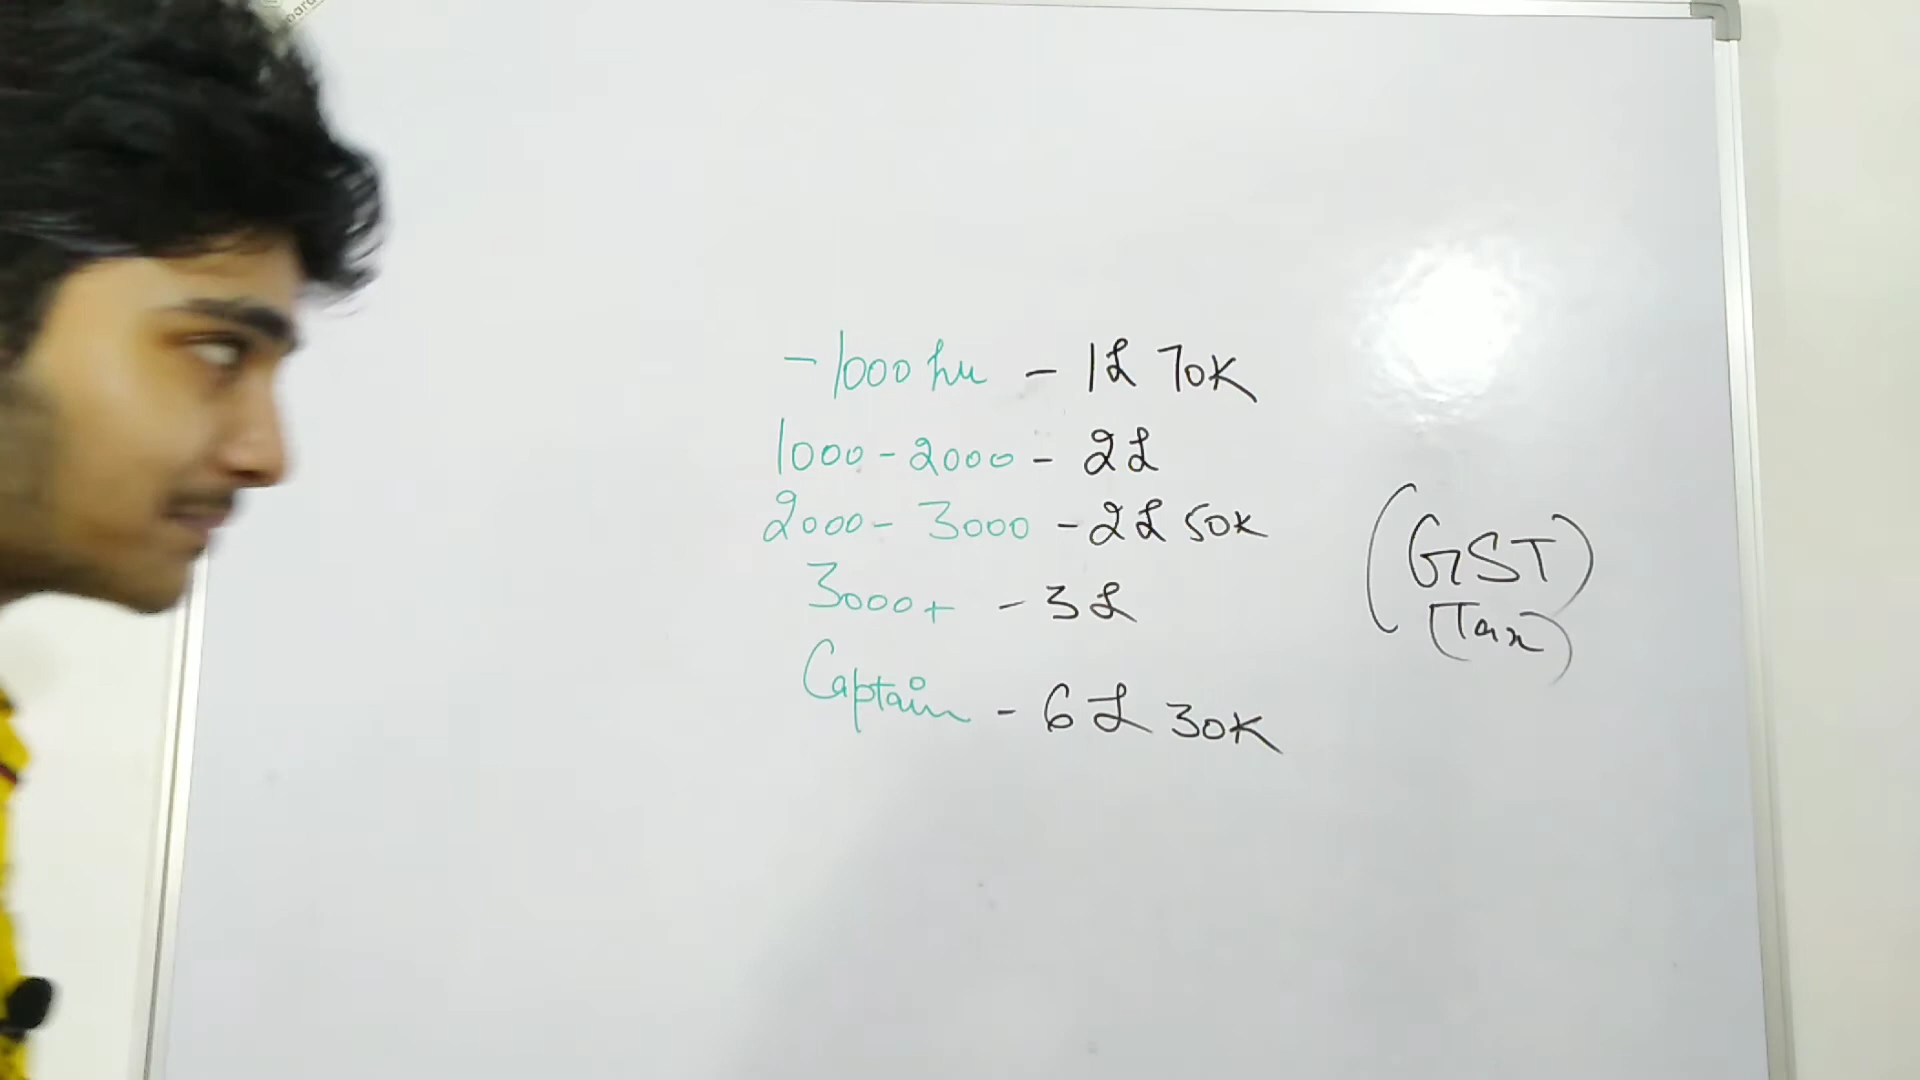 -1000 hr - 1L 70K
1000-2000 - 2L
2000-3000 - 2L 50K
3000+ - 3L
Captain - 6L 30K
(GST)
(Tax)